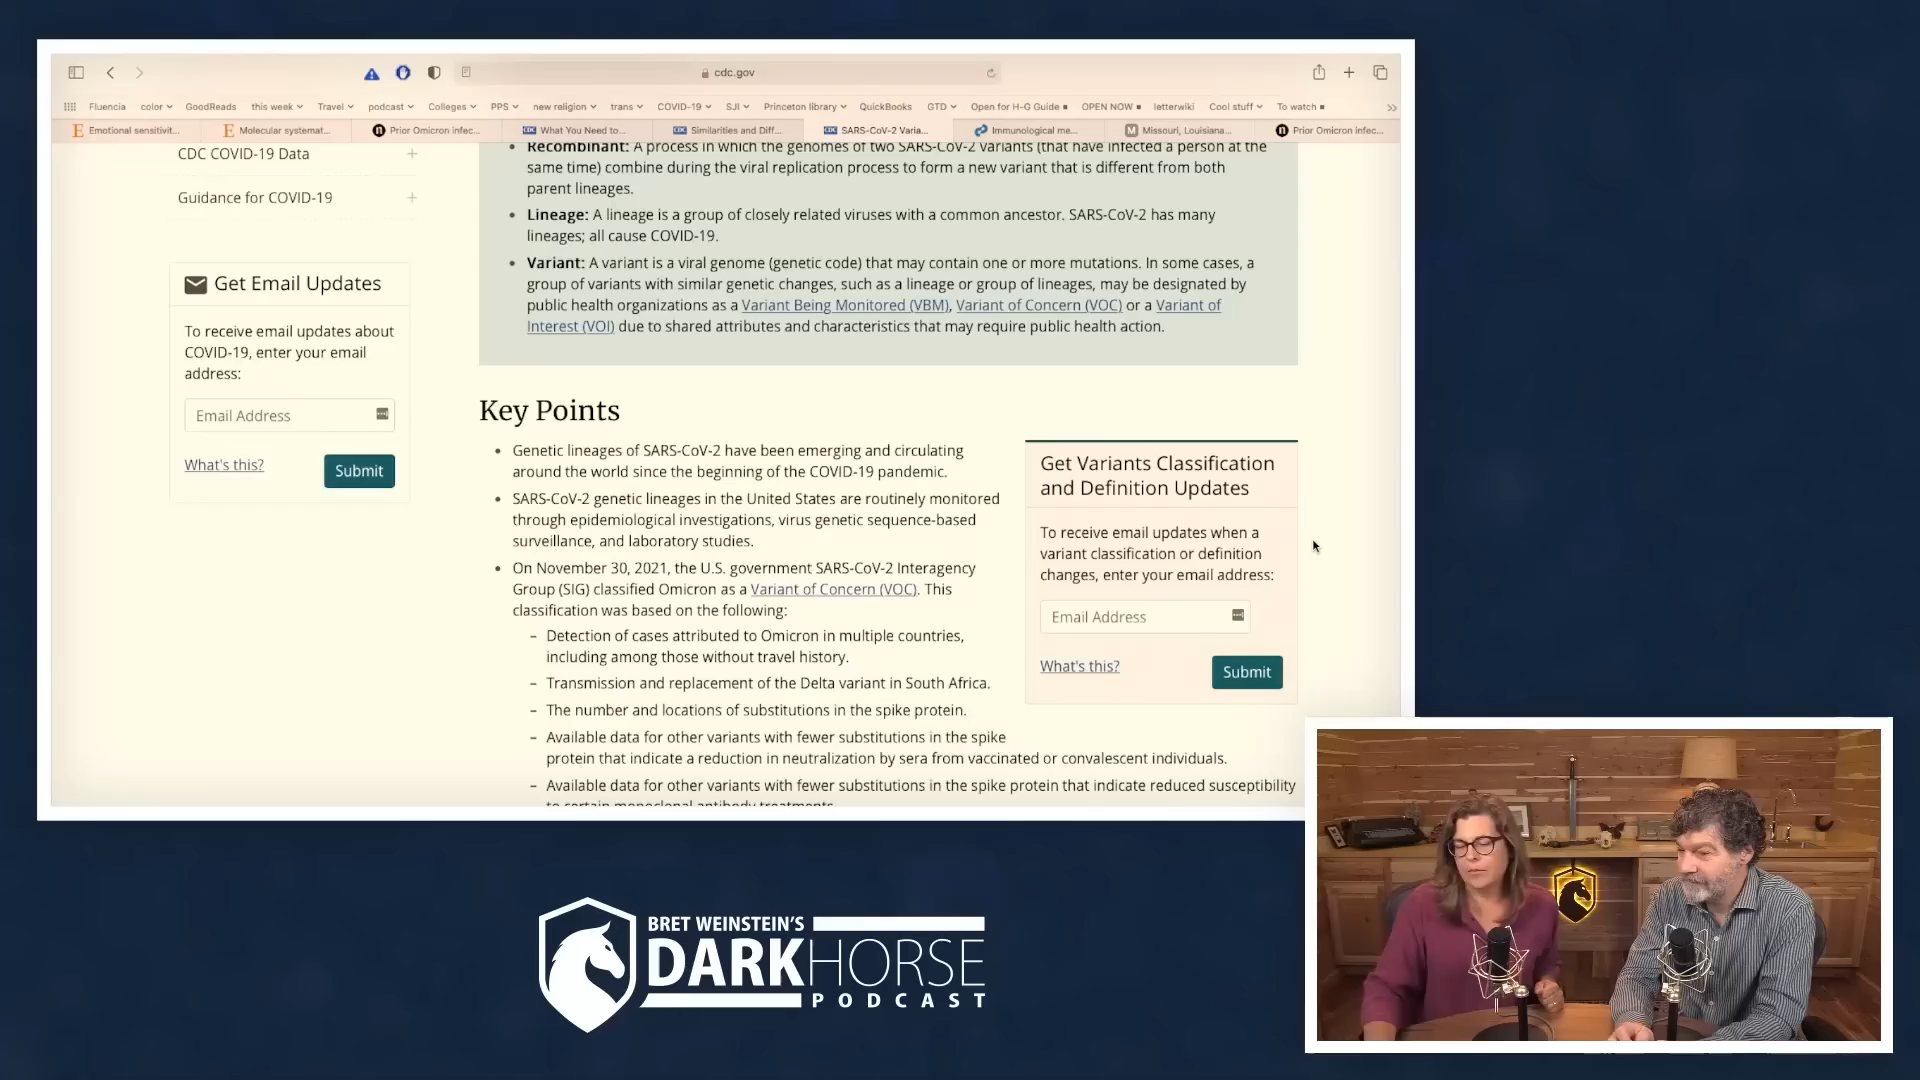 cdc.gov
Fluencia color GoodReads this week Travel podcast Colleges PPS new religion trans COVID-19 SJI Princeton library QuickBooks GTD Open for H-G Guide OPEN NOW letterwiki Cool stuff To watch
Emotional sensitivit... Molecular systemat... Prior Omicron infec... CDC What You Need to... CDC Similarities and Diff... CDC SARS-CoV-2 Varia... Immunological me... M Missouri, Louisiana... Prior Omicron infec...
CDC COVID-19 Data
Guidance for COVID-19
Get Email Updates
To receive email updates about
COVID-19, enter your email
address:
Email Address
What's this? Submit
Recombinant: A process in which the genomes of two SARS-CoV-2 variants (that have infected a person at the
same time) combine during the viral replication process to form a new variant that is different from both
parent lineages.
Lineage: A lineage is a group of closely related viruses with a common ancestor. SARS-CoV-2 has many
lineages; all cause COVID-19.
Variant: A variant is a viral genome (genetic code) that may contain one or more mutations. In some cases, a
group of variants with similar genetic changes, such as a lineage or group of lineages, may be designated by
public health organizations as a Variant Being Monitored (VBM), Variant of Concern (VOC) or a Variant of
Interest (VOI) due to shared attributes and characteristics that may require public health action.
Key Points
Genetic lineages of SARS-CoV-2 have been emerging and circulating
around the world since the beginning of the COVID-19 pandemic.
SARS-CoV-2 genetic lineages in the United States are routinely monitored
through epidemiological investigations, virus genetic sequence-based
surveillance, and laboratory studies.
On November 30, 2021, the U.S. government SARS-CoV-2 Interagency
Group (SIG) classified Omicron as a Variant of Concern (VOC). This
classification was based on the following:
– Detection of cases attributed to Omicron in multiple countries,
including among those without travel history.
– Transmission and replacement of the Delta variant in South Africa.
– The number and locations of substitutions in the spike protein.
– Available data for other variants with fewer substitutions in the spike
protein that indicate a reduction in neutralization by sera from vaccinated or convalescent individuals.
– Available data for other variants with fewer substitutions in the spike protein that indicate reduced susceptibility
to certain monoclonal antibody treatments.
Get Variants Classification
and Definition Updates
To receive email updates when a
variant classification or definition
changes, enter your email address:
Email Address
What's this? Submit
BRET WEINSTEIN'S
DARKHORSE
PODCAST